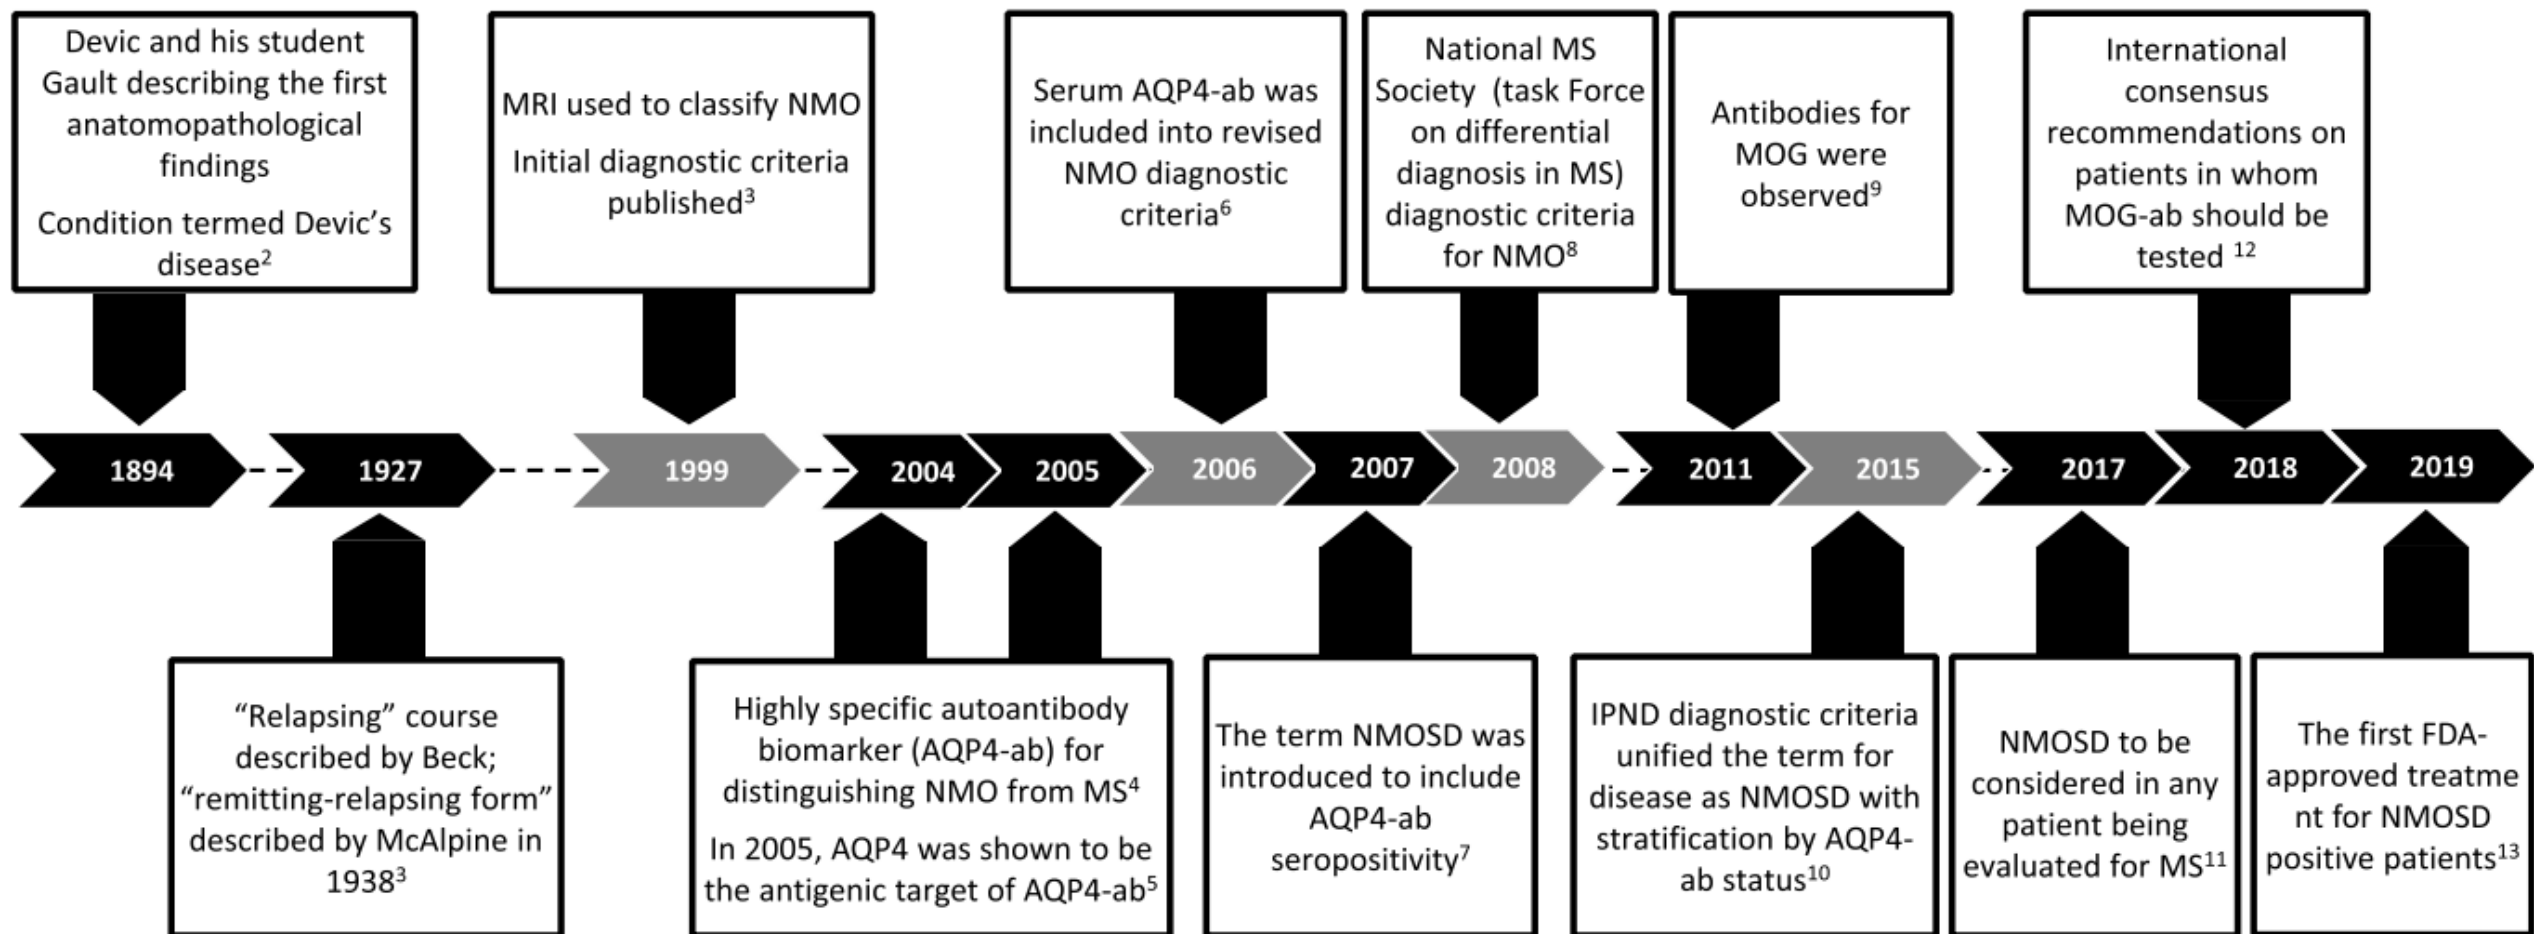 Devic and his student
Gault describing the first
anatomopathological
findings
Condition termed Devic’s
disease²
MRI used to classify NMO
Initial diagnostic criteria
published³
Serum AQP4-ab was
included into revised
NMO diagnostic
criteria⁶
National MS
Society (task Force
on differential
diagnosis in MS)
diagnostic criteria
for NMO⁸
Antibodies for
MOG were
observed⁹
International
consensus
recommendations on
patients in whom
MOG-ab should be
tested ¹²
1894
1927
1999
2004
2005
2006
2007
2008
2011
2015
2017
2018
2019
“Relapsing” course
described by Beck;
“remitting-relapsing form”
described by McAlpine in
1938³
Highly specific autoantibody
biomarker (AQP4-ab) for
distinguishing NMO from MS⁴
In 2005, AQP4 was shown to be
the antigenic target of AQP4-ab⁵
The term NMOSD was
introduced to include
AQP4-ab
seropositivity⁷
IPND diagnostic criteria
unified the term for
disease as NMOSD with
stratification by AQP4-
ab status¹⁰
NMOSD to be
considered in any
patient being
evaluated for MS¹¹
The first FDA-
approved treatme
nt for NMOSD
positive patients¹³